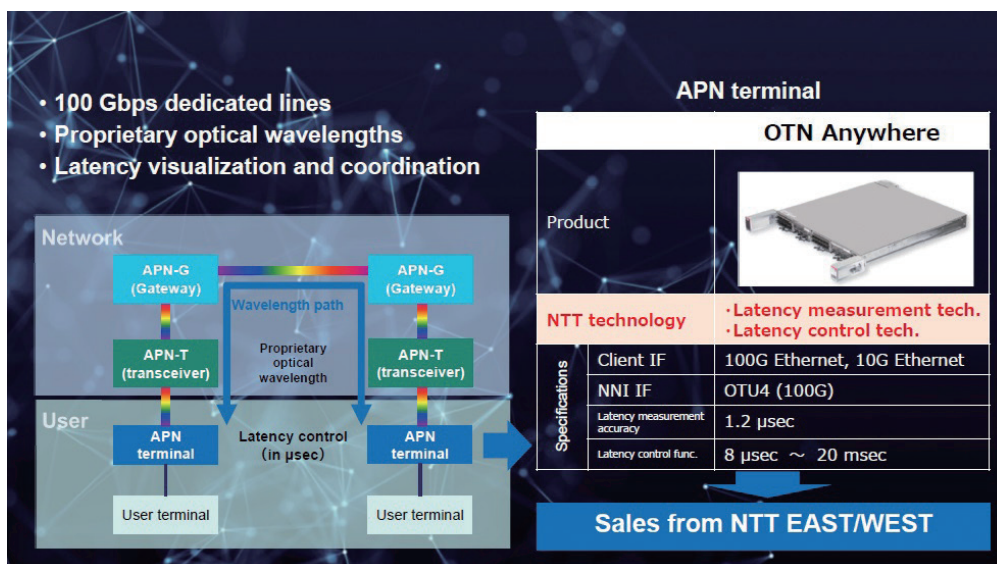 • 100 Gbps dedicated lines
• Proprietary optical wavelengths
• Latency visualization and coordination
Network
APN-G
(Gateway)
APN-G
(Gateway)
Wavelength path
APN-T
(transceiver)
Proprietary
optical
wavelength
APN-T
(transceiver)
User
APN
terminal
Latency control
(in μsec)
APN
terminal
User terminal
User terminal
APN terminal
OTN Anywhere
Product
NTT technology
・Latency measurement tech.
・Latency control tech.
Specifications
Client IF
100G Ethernet, 10G Ethernet
NNI IF
OTU4 (100G)
Latency measurement
accuracy
1.2 μsec
Latency control func.
8 μsec ～ 20 msec
Sales from NTT EAST/WEST